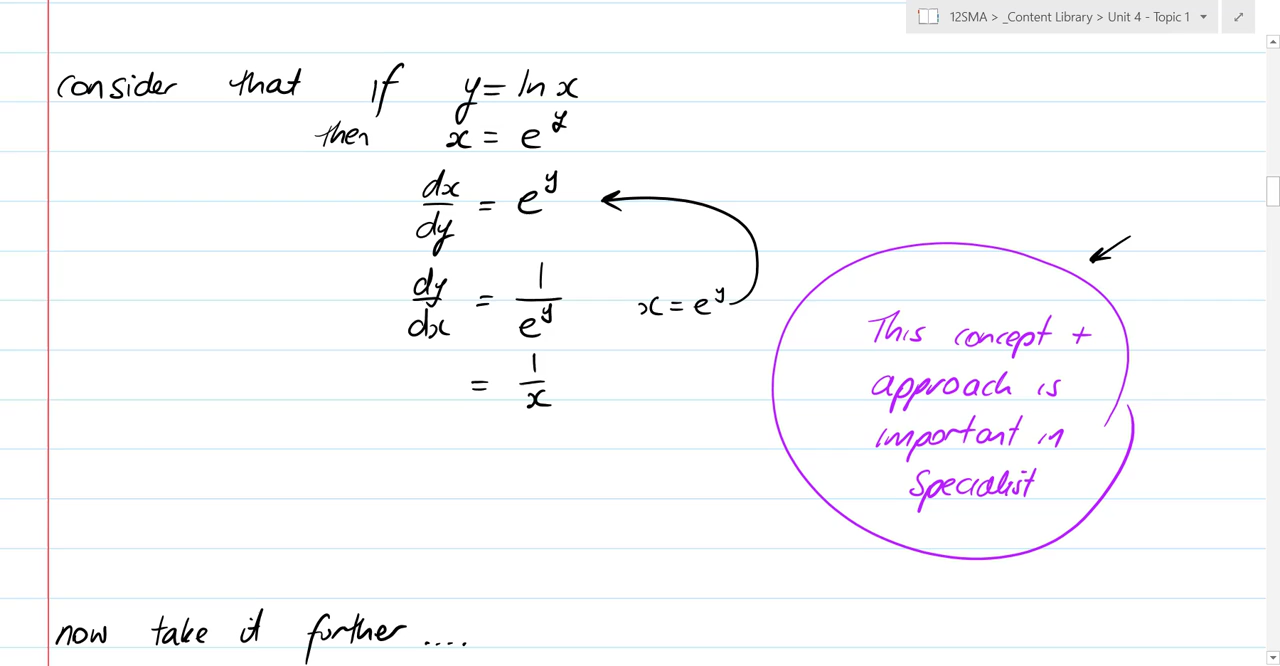 12SMA > _Content Library > Unit 4 - Topic 1
consider that if y = ln x
then x = e^y
dx/dy = e^y
dy/dx = 1/e^y x = e^y
= 1/x
This concept +
approach is
important in
Specialist
now take it further ....